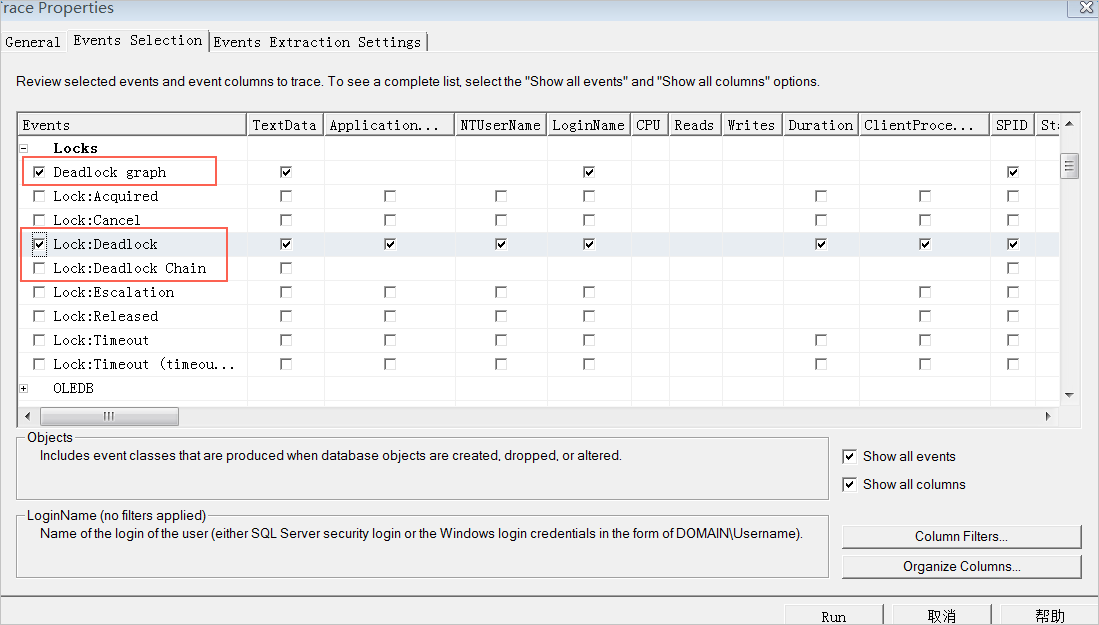 race Properties
General Events Selection Events Extraction Settings
Review selected events and event columns to trace. To see a complete list, select the "Show all events" and "Show all columns" options.
Events TextData Application... NTUserName LoginName CPU Reads Writes Duration ClientProce... SPID Sta
Locks
Deadlock graph
Lock:Acquired
Lock:Cancel
Lock:Deadlock
Lock:Deadlock Chain
Lock:Escalation
Lock:Released
Lock:Timeout
Lock:Timeout (timeou...
OLEDB
Objects
Includes event classes that are produced when database objects are created, dropped, or altered.
Show all events
Show all columns
LoginName (no filters applied)
Name of the login of the user (either SQL Server security login or the Windows login credentials in the form of DOMAIN\Username).
Column Filters...
Organize Columns...
Run 取消 帮助